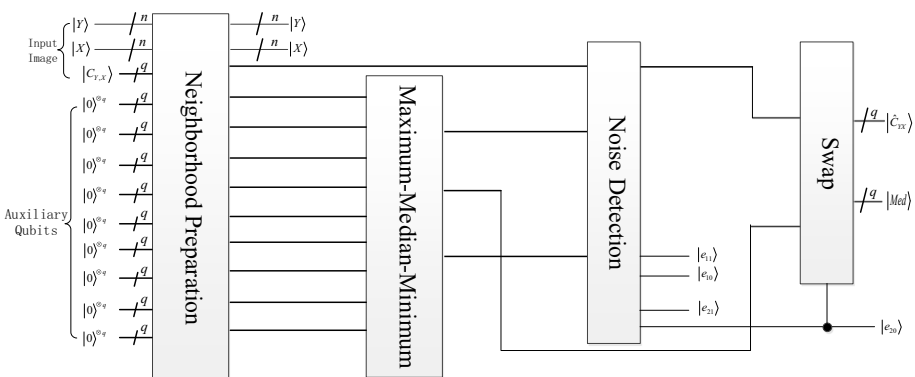 |Y⟩ n n |Y⟩
Input Image
|X⟩ n n |X⟩
|C_{Y,X}⟩ q
|0⟩^{⊗q} q
|0⟩^{⊗q} q
|0⟩^{⊗q} q
|0⟩^{⊗q} q
Auxiliary Qubits
|0⟩^{⊗q} q
|0⟩^{⊗q} q
|0⟩^{⊗q} q
|0⟩^{⊗q} q
|0⟩^{⊗q} q
Neighborhood Preparation
Maximum-Median-Minimum
Noise Detection
|e_{11}⟩
|e_{10}⟩
|e_{21}⟩
Swap
q |Ċ_{YX}⟩
q |Med⟩
|e_{20}⟩